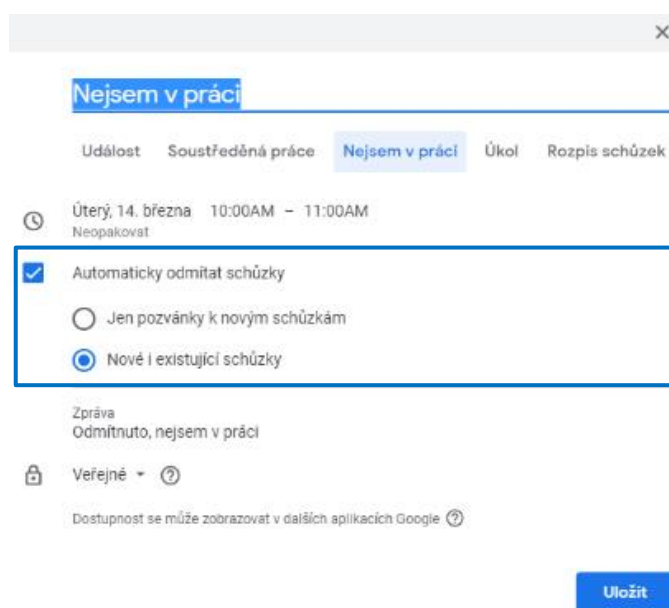 Nejsem v práci
Událost Soustředěná práce Nejsem v práci Úkol Rozpis schůzek
Úterý, 14. března 10:00AM – 11:00AM
Neopakovat
Automaticky odmítat schůzky
Jen pozvánky k novým schůzkám
Nové i existující schůzky
Zpráva
Odmítnuto, nejsem v práci
Veřejné
Dostupnost se může zobrazovat v dalších aplikacích Google
Uložit